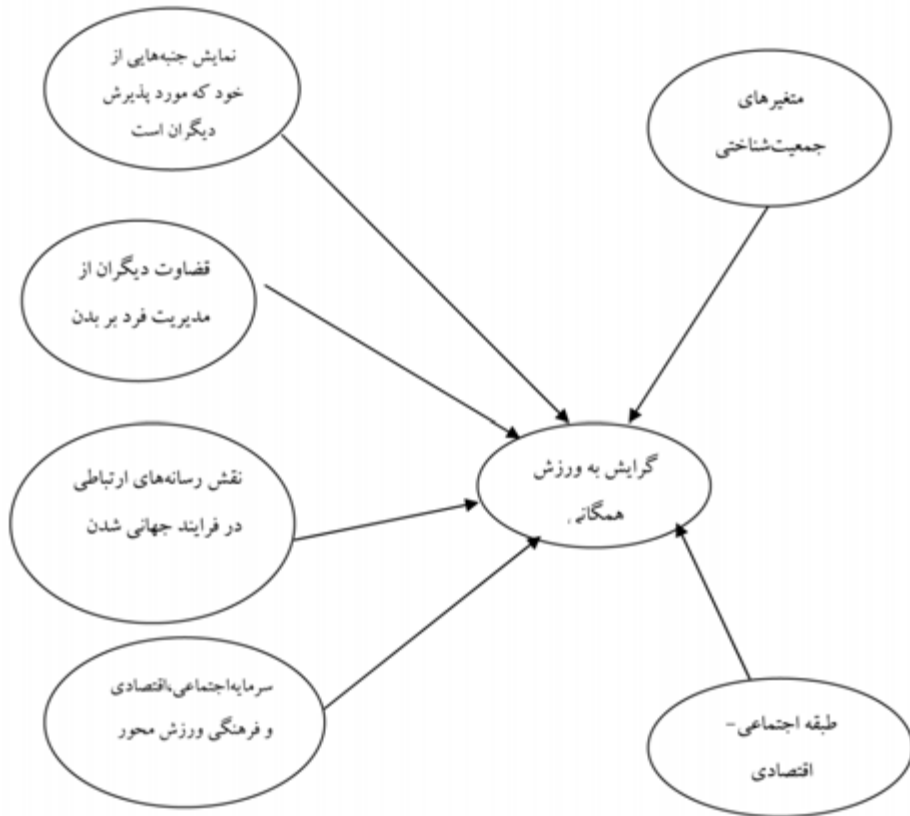 نمایش جنبه‌هایی از
خود که مورد پذیرش
دیگران است
متغیرهای
جمعیت‌شناختی
قضاوت دیگران از
مدیریت فرد بر بدن
گرایش به ورزش
همگانی
نقش رسانه‌های ارتباطی
در فرایند جهانی شدن
سرمایه‌اجتماعی،اقتصادی
و فرهنگی ورزش محور
طبقه اجتماعی–
اقتصادی